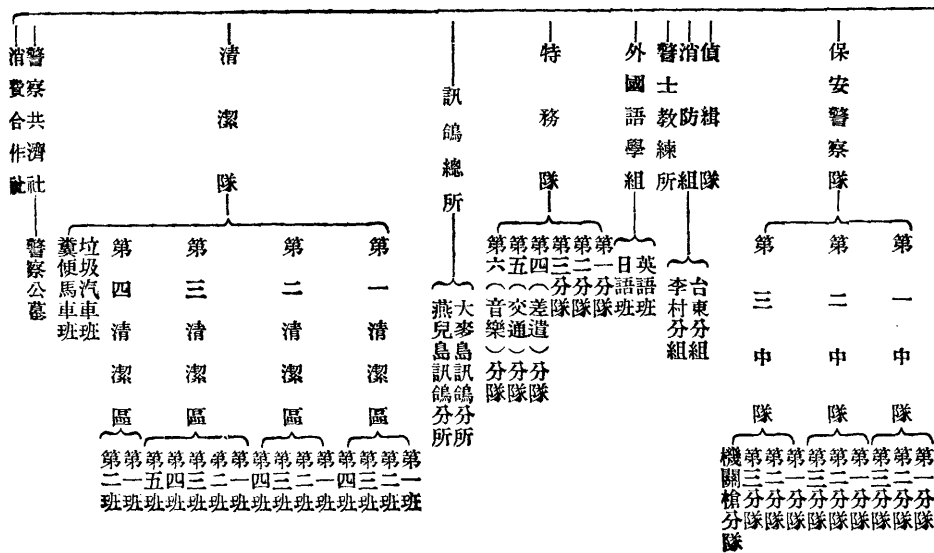 保安警察隊
第一中隊
第一分隊
第二分隊
第三分隊
第二中隊
第一分隊
第二分隊
第三分隊
第三中隊
第一分隊
第二分隊
第三分隊
機關槍分隊
偵緝隊
消防組
台東分組
李村分組
警士教練所
外國語學組
英語班
日語班
特務隊
第一分隊
第二分隊
第三分隊
第四（差遣）分隊
第五（交通）分隊
第六（音樂）分隊
訊鴿總所
大麥島訊鴿分所
燕兒島訊鴿分所
清潔隊
第一清潔區
第一班
第二班
第三班
第四班
第二清潔區
第一班
第二班
第三班
第四班
第三清潔區
第一班
第二班
第三班
第四班
第五班
第四清潔區
第一班
第二班
垃圾汽車班
糞便馬車班
警察共濟社
警察公墓
消費合作社